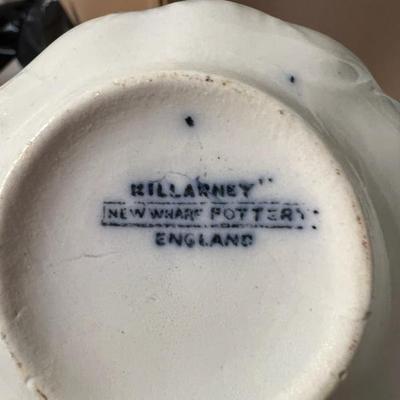 KILLARNEY"
NEW WHARF POTTERY
ENGLAND